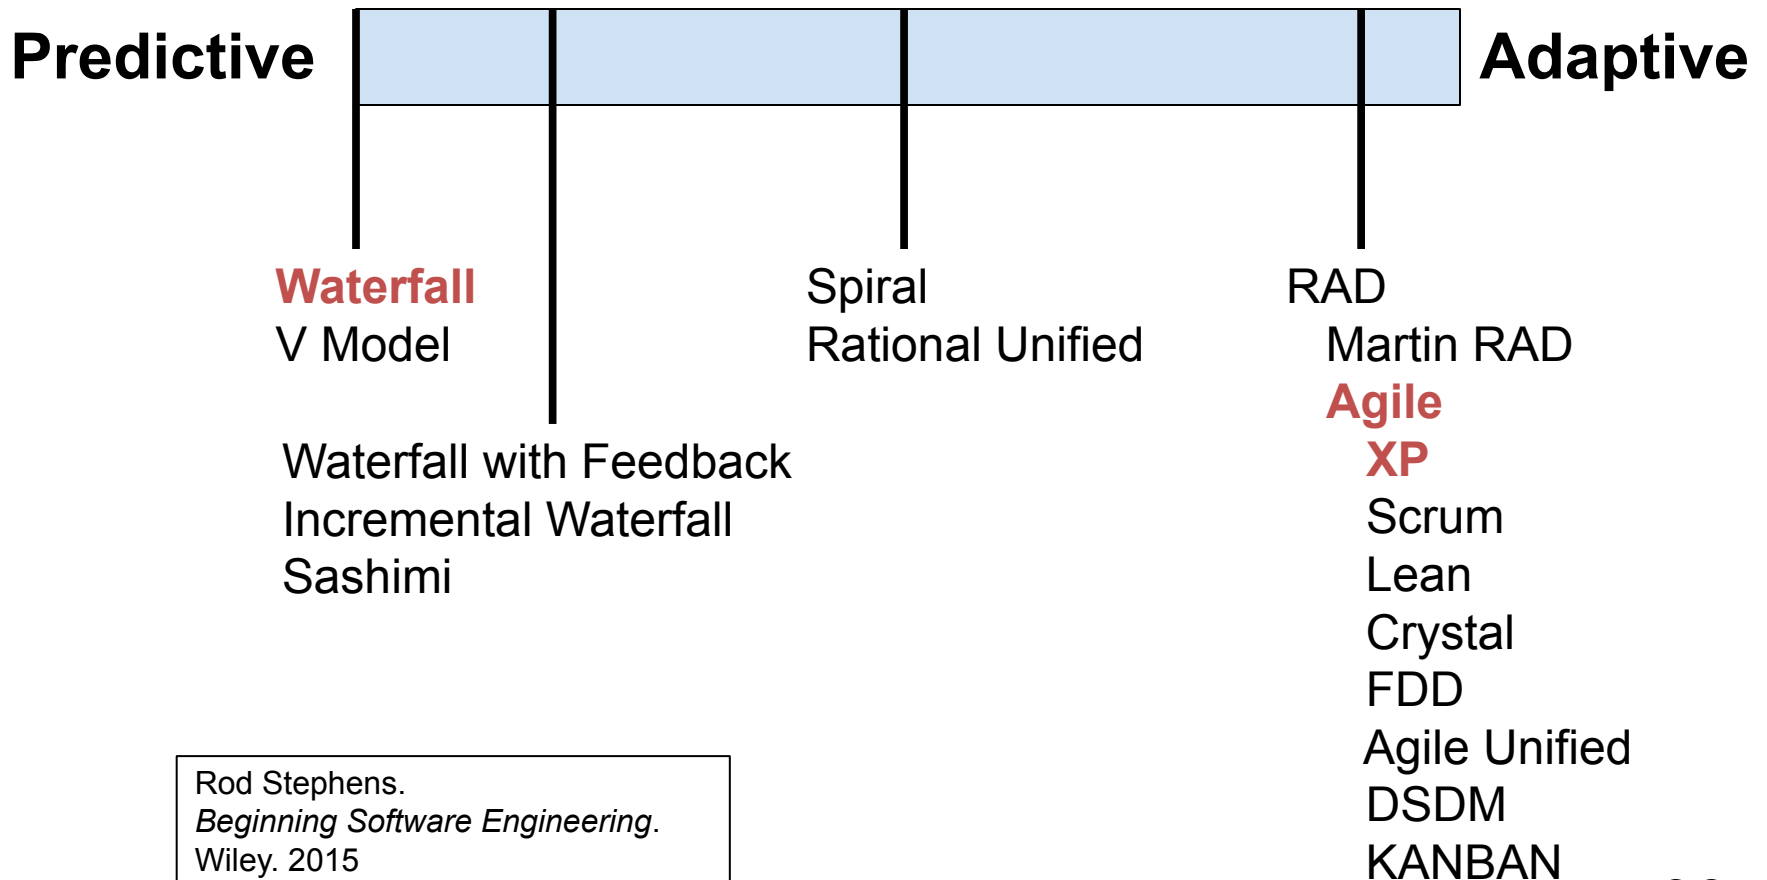 Predictive
Adaptive
Waterfall
V Model
Waterfall with Feedback
Incremental Waterfall
Sashimi
Spiral
Rational Unified
RAD
Martin RAD
Agile
XP
Scrum
Lean
Crystal
FDD
Agile Unified
DSDM
KANBAN
Rod Stephens.
Beginning Software Engineering.
Wiley. 2015